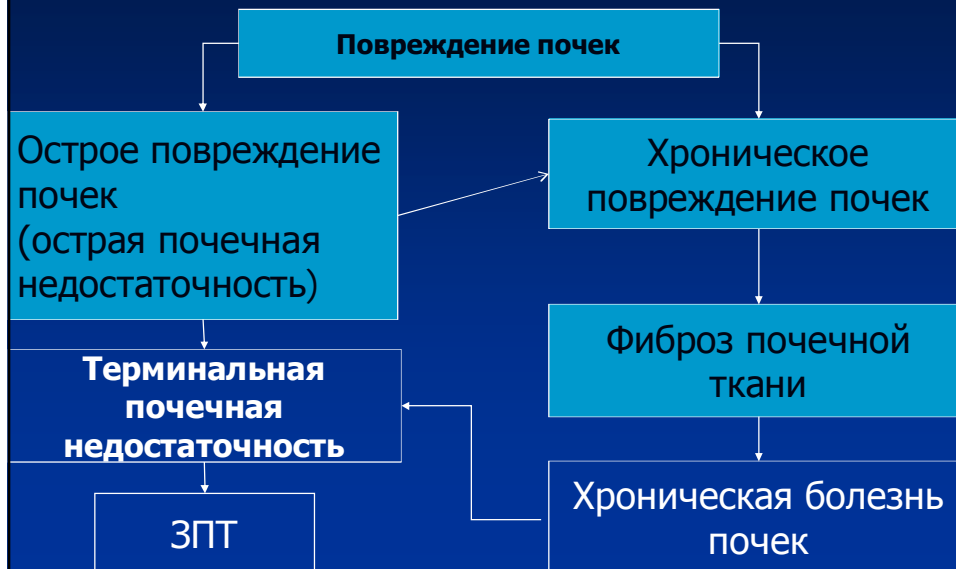 Повреждение почек
Острое повреждение
почек
(острая почечная
недостаточность)
Хроническое
повреждение почек
Терминальная
почечная
недостаточность
Фиброз почечной
ткани
ЗПТ
Хроническая болезнь
почек